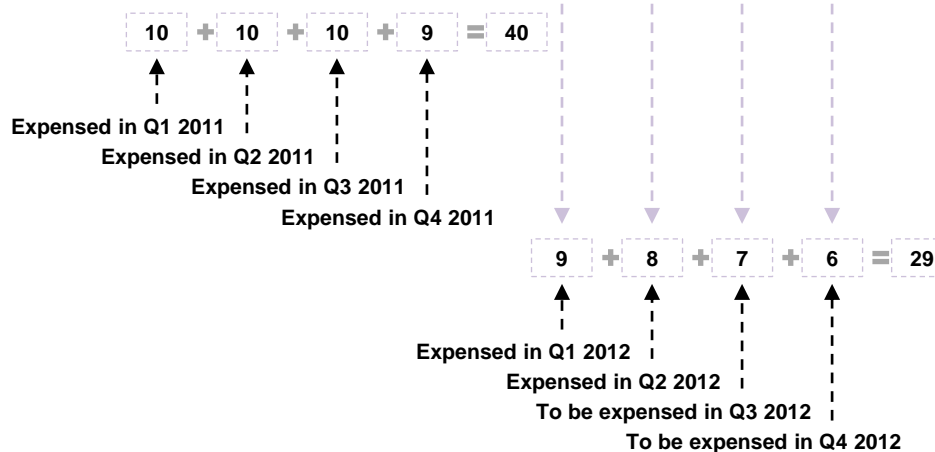 10 + 10 + 10 + 9 = 40
Expensed in Q1 2011
Expensed in Q2 2011
Expensed in Q3 2011
Expensed in Q4 2011
9 + 8 + 7 + 6 = 29
Expensed in Q1 2012
Expensed in Q2 2012
To be expensed in Q3 2012
To be expensed in Q4 2012